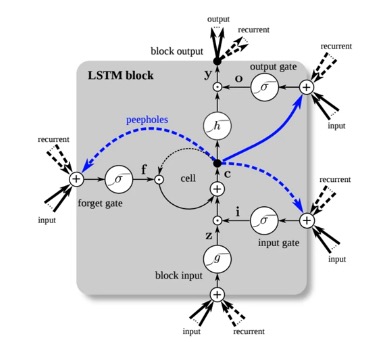 output
recurrent
block output
LSTM block
y
o
output gate
recurrent
σ
+
input
h
peepholes
recurrent
f
cell
c
+
σ
+
input
forget gate
recurrent
i
σ
+
z
input gate
input
g
block input
+
input
recurrent